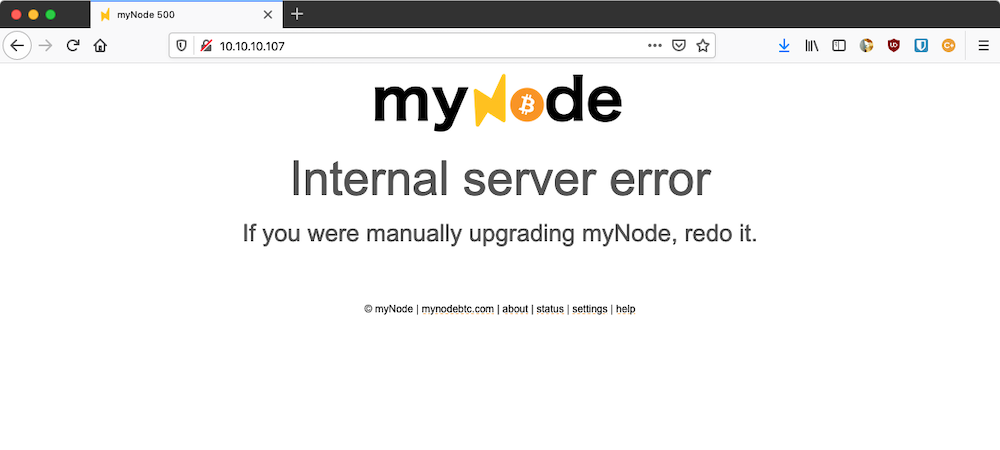 myNode 500
10.10.10.107
myNode
Internal server error
If you were manually upgrading myNode, redo it.
© myNode | mynodebtc.com | about | status | settings | help